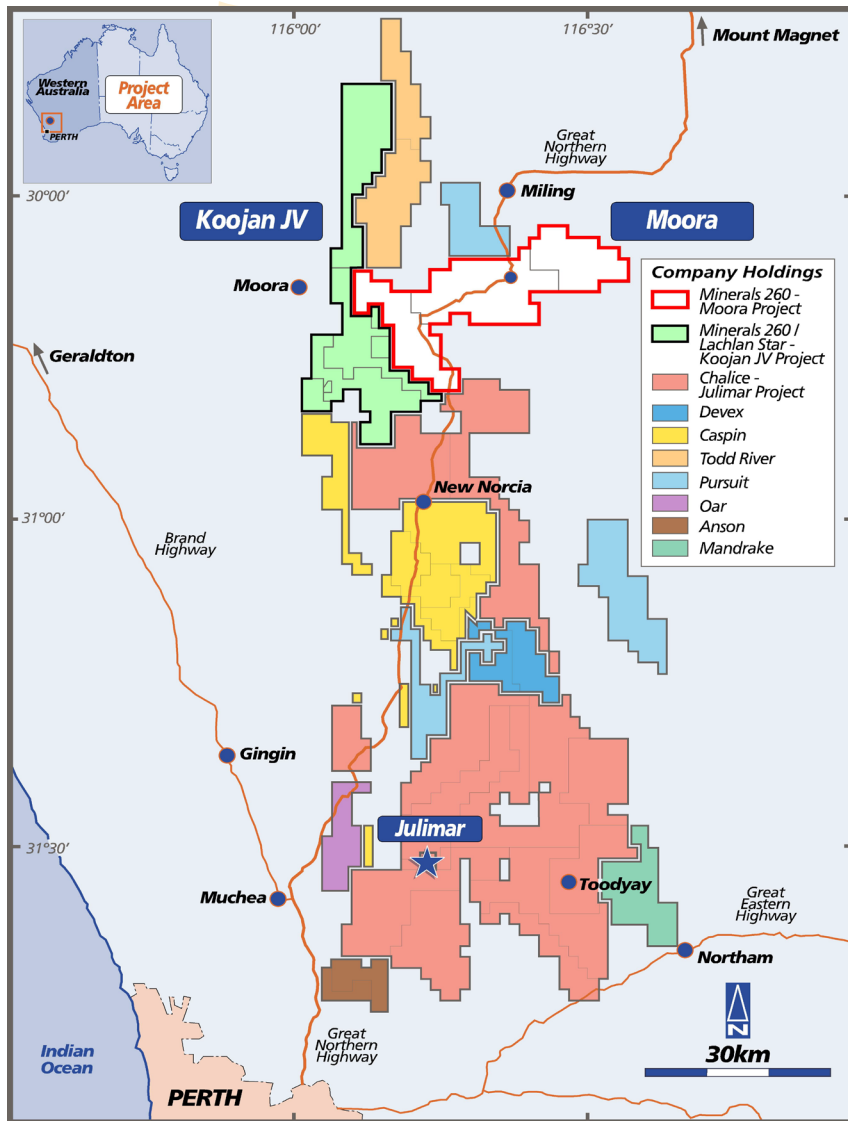 116°00'
116°30'
Mount Magnet
Western
Australia
Project
Area
PERTH
Great
Northern
Highway
30°00'
Miling
Koojan JV
Moora
Moora
Company Holdings
Minerals 260 -
Moora Project
Minerals 260 /
Lachlan Star -
Koojan JV Project
Chalice -
Julimar Project
Devex
Caspin
Todd River
Pursuit
Oar
Anson
Mandrake
Geraldton
New Norcia
31°00'
Brand
Highway
Gingin
Julimar
31°30'
Toodyay
Muchea
Great
Eastern
Highway
Northam
Great
Northern
Highway
N
30km
Indian
Ocean
PERTH